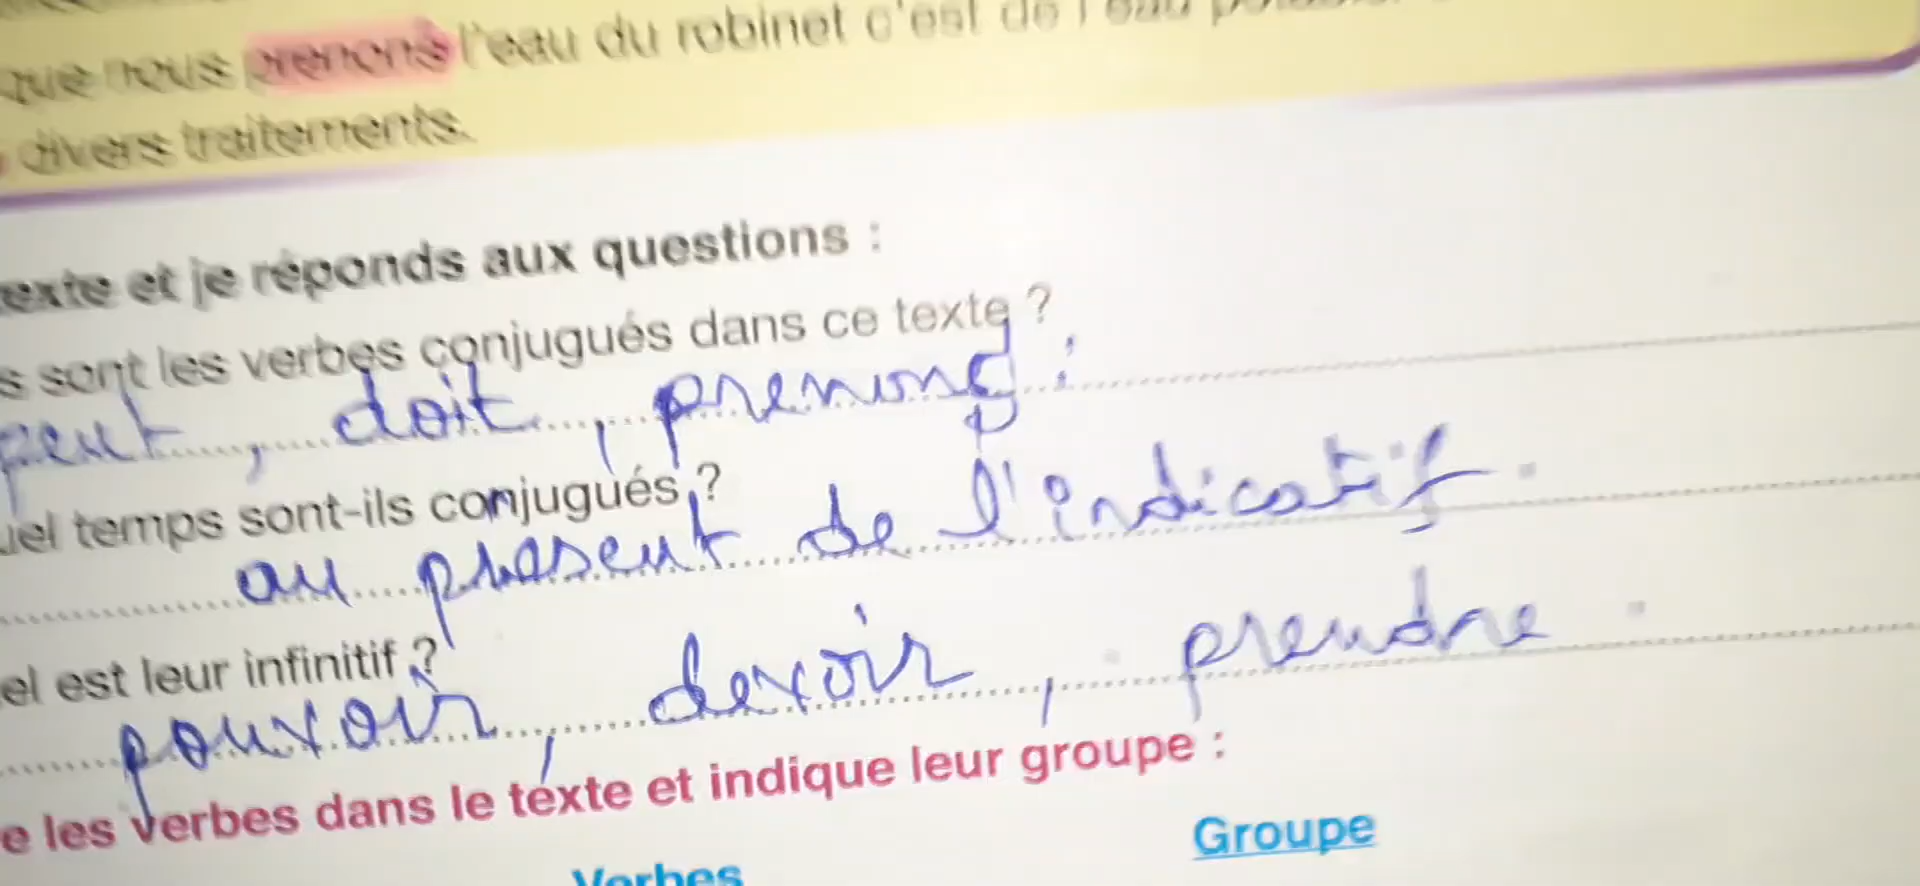 que nous prenons l'eau du robinet c'est de l'eau
divers traitements.
exte et je réponds aux questions :
s sont les verbes conjugués dans ce texte ?
peut, doit, prenons.
uel temps sont-ils conjugués ?
au présent de l'indicatif.
el est leur infinitif ?
pouvoir, devoir, prendre.
e les verbes dans le texte et indique leur groupe :
Verbes Groupe